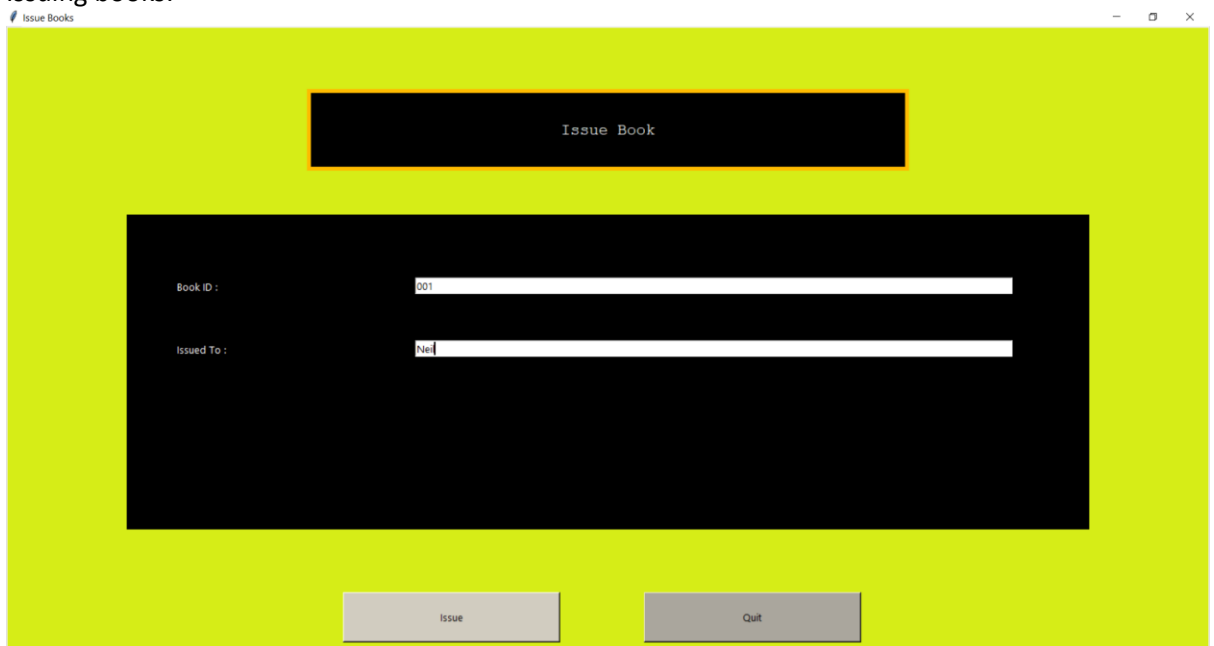 Issue Books
Issue Book
Book ID :
001
Issued To :
Neil
Issue
Quit